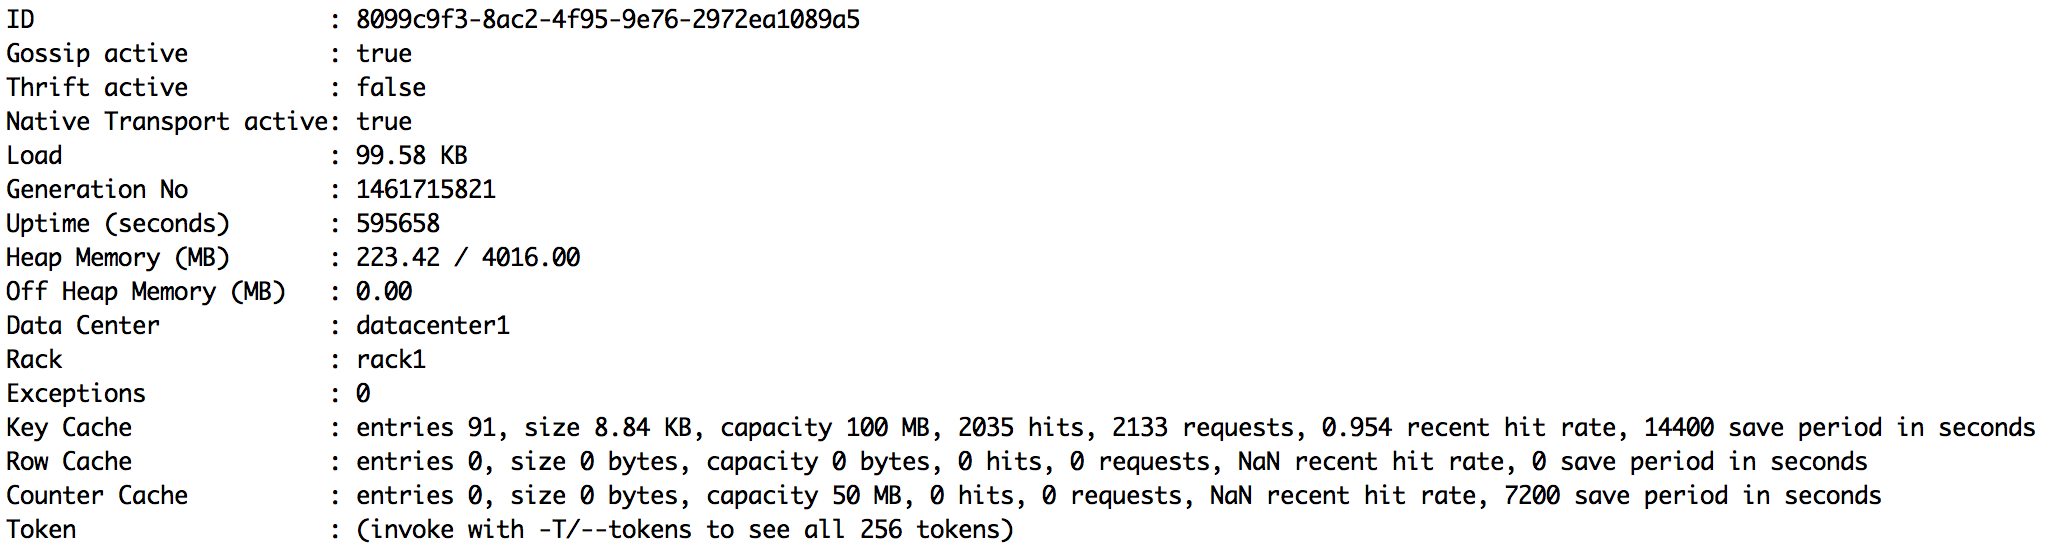 ID                     : 8099c9f3-8ac2-4f95-9e76-2972ea1089a5
Gossip active          : true
Thrift active          : false
Native Transport active: true
Load                   : 99.58 KB
Generation No          : 1461715821
Uptime (seconds)       : 595658
Heap Memory (MB)       : 223.42 / 4016.00
Off Heap Memory (MB)   : 0.00
Data Center            : datacenter1
Rack                   : rack1
Exceptions             : 0
Key Cache              : entries 91, size 8.84 KB, capacity 100 MB, 2035 hits, 2133 requests, 0.954 recent hit rate, 14400 save period in seconds
Row Cache              : entries 0, size 0 bytes, capacity 0 bytes, 0 hits, 0 requests, NaN recent hit rate, 0 save period in seconds
Counter Cache          : entries 0, size 0 bytes, capacity 50 MB, 0 hits, 0 requests, NaN recent hit rate, 7200 save period in seconds
Token                  : (invoke with -T/--tokens to see all 256 tokens)